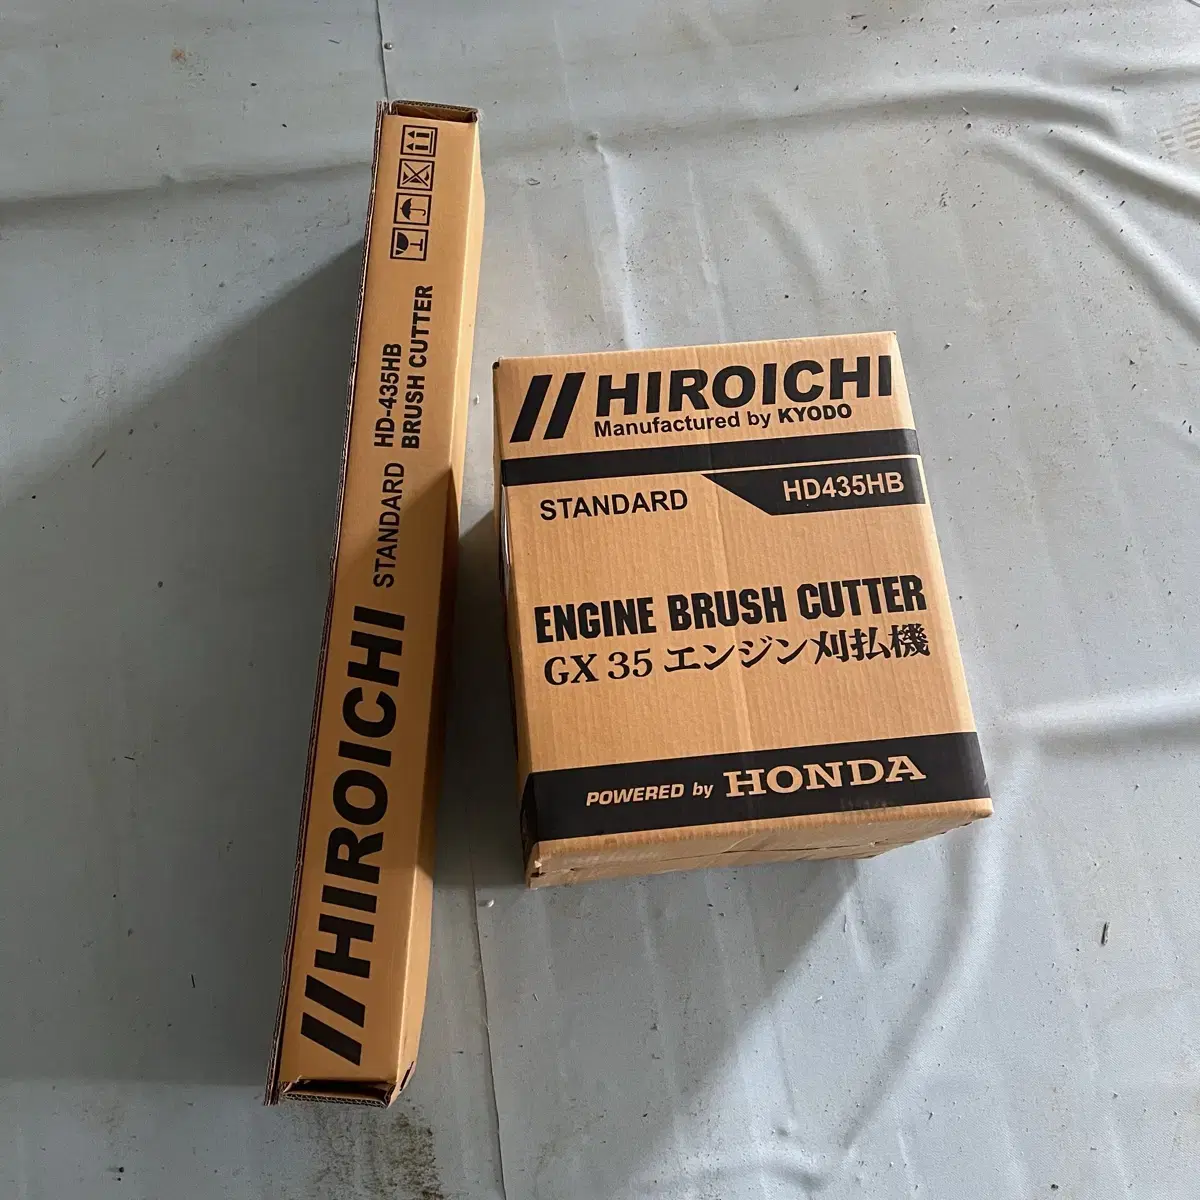 HIROICHI
STANDARD
HD-435HB
BRUSH CUTTER
HIROICHI
Manufactured by KYODO
STANDARD
HD435HB
ENGINE BRUSH CUTTER
GX 35 エンジン刈払機
POWERED by HONDA